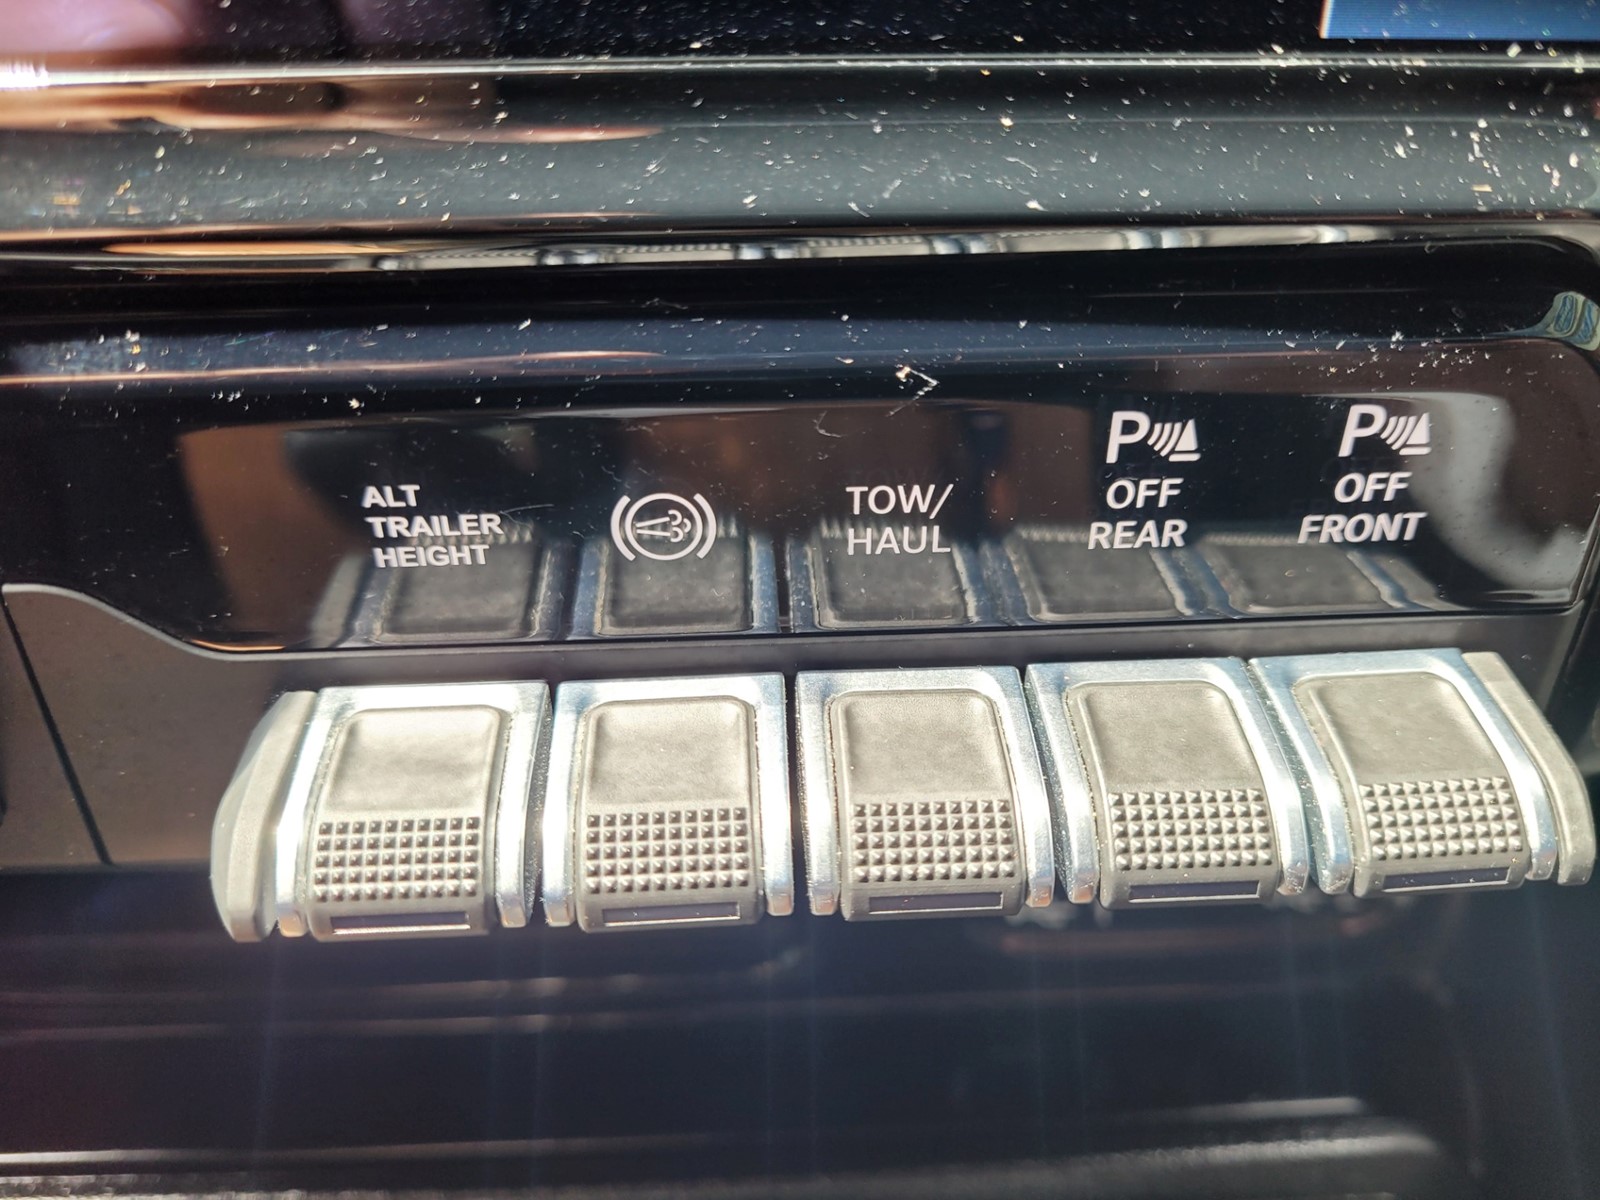 ALT
TRAILER
HEIGHT
TOW/
HAUL
P
OFF
REAR
P
OFF
FRONT